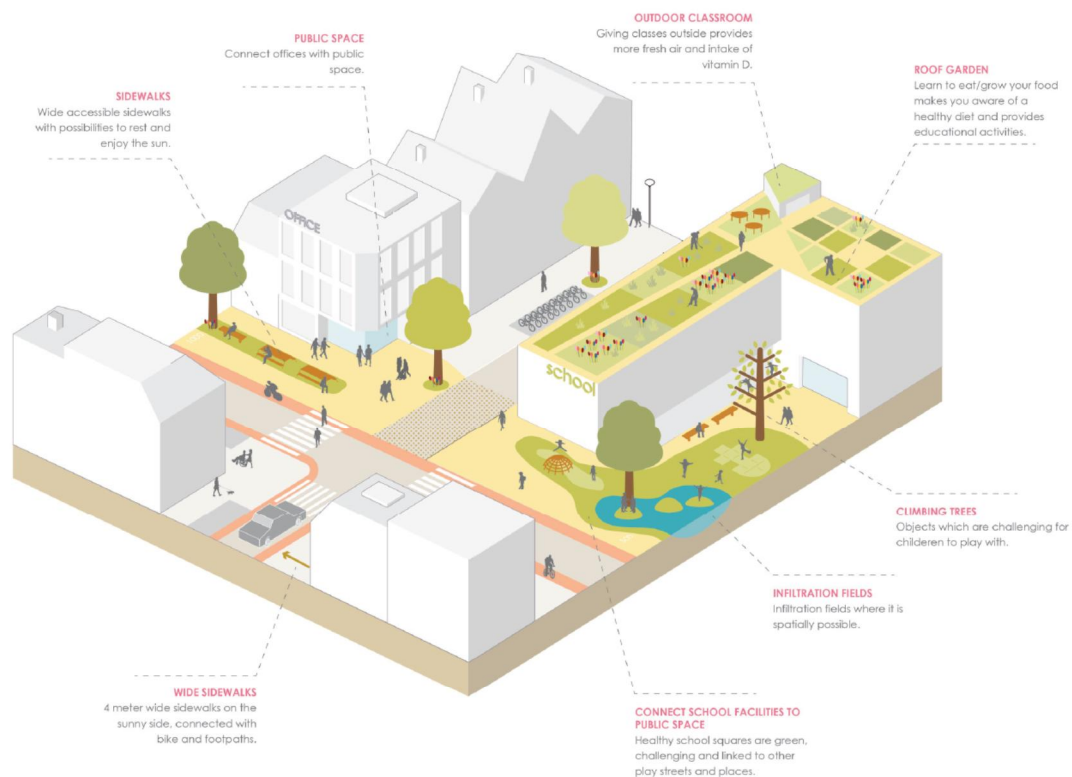 OUTDOOR CLASSROOM
Giving classes outside provides
more fresh air and intake of
vitamin D.
PUBLIC SPACE
Connect offices with public
space.
ROOF GARDEN
Learn to eat/grow your food
makes you aware of a
healthy diet and provides
educational activities.
SIDEWALKS
Wide accessible sidewalks
with possibilities to rest and
enjoy the sun.
OFFICE
school
CLIMBING TREES
Objects which are challenging for
childeren to play with.
INFILTRATION FIELDS
Infiltration fields where it is
spatially possible.
WIDE SIDEWALKS
4 meter wide sidewalks on the
sunny side, connected with
bike and footpaths.
CONNECT SCHOOL FACILITIES TO
PUBLIC SPACE
Healthy school squares are green,
challenging and linked to other
play streets and places.